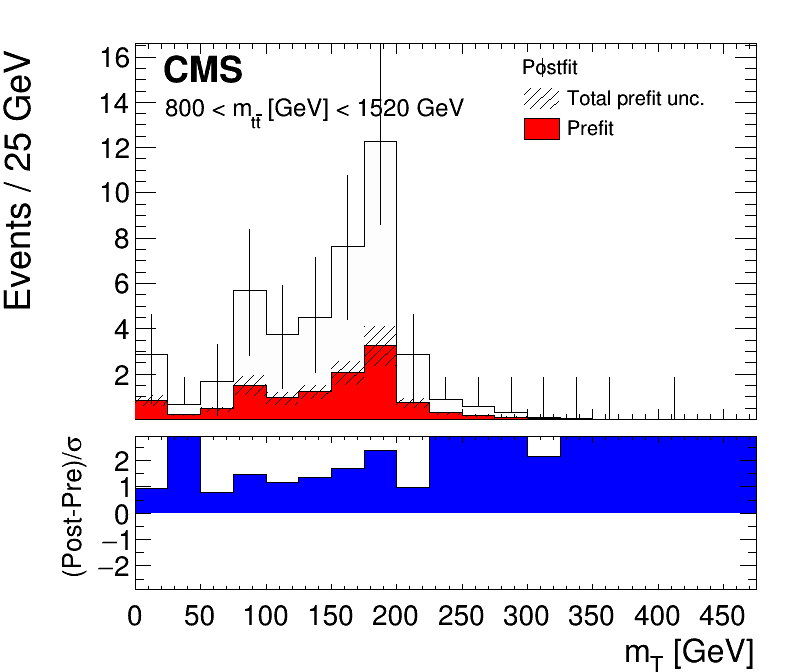 Events / 25 GeV
CMS
800 < m_tt̄ [GeV] < 1520 GeV
Postfit
Total prefit unc.
Prefit
16
14
12
10
8
6
4
2
(Post-Pre)/σ
2
1
0
−1
−2
0 50 100 150 200 250 300 350 400 450
m_T [GeV]